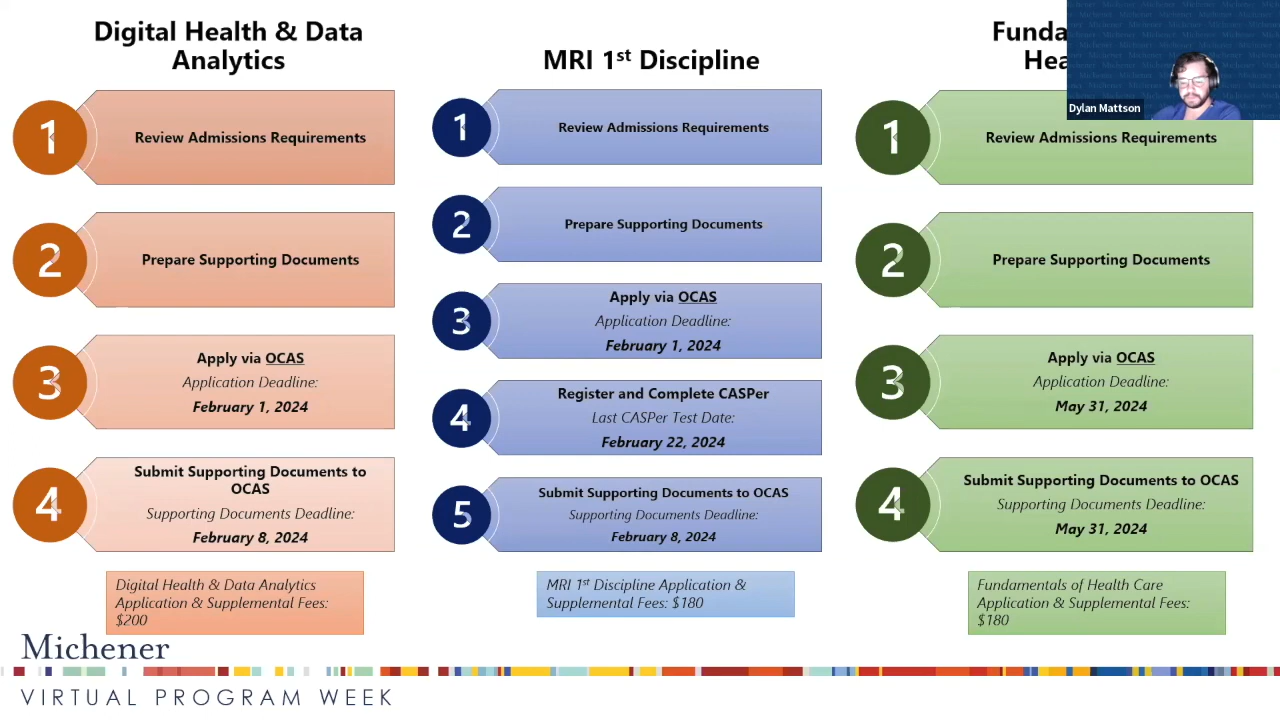 Digital Health & Data
Analytics
1
Review Admissions Requirements
2
Prepare Supporting Documents
3
Apply via OCAS
Application Deadline:
February 1, 2024
4
Submit Supporting Documents to
OCAS
Supporting Documents Deadline:
February 8, 2024
Digital Health & Data Analytics
Application & Supplemental Fees:
$200
MRI 1st Discipline
1
Review Admissions Requirements
2
Prepare Supporting Documents
3
Apply via OCAS
Application Deadline:
February 1, 2024
4
Register and Complete CASPer
Last CASPer Test Date:
February 22, 2024
5
Submit Supporting Documents to OCAS
Supporting Documents Deadline:
February 8, 2024
MRI 1st Discipline Application &
Supplemental Fees: $180
Dylan Mattson
1
Review Admissions Requirements
2
Prepare Supporting Documents
3
Apply via OCAS
Application Deadline:
May 31, 2024
4
Submit Supporting Documents to OCAS
Supporting Documents Deadline:
May 31, 2024
Fundamentals of Health Care
Application & Supplemental Fees:
$180
Michener
VIRTUAL PROGRAM WEEK